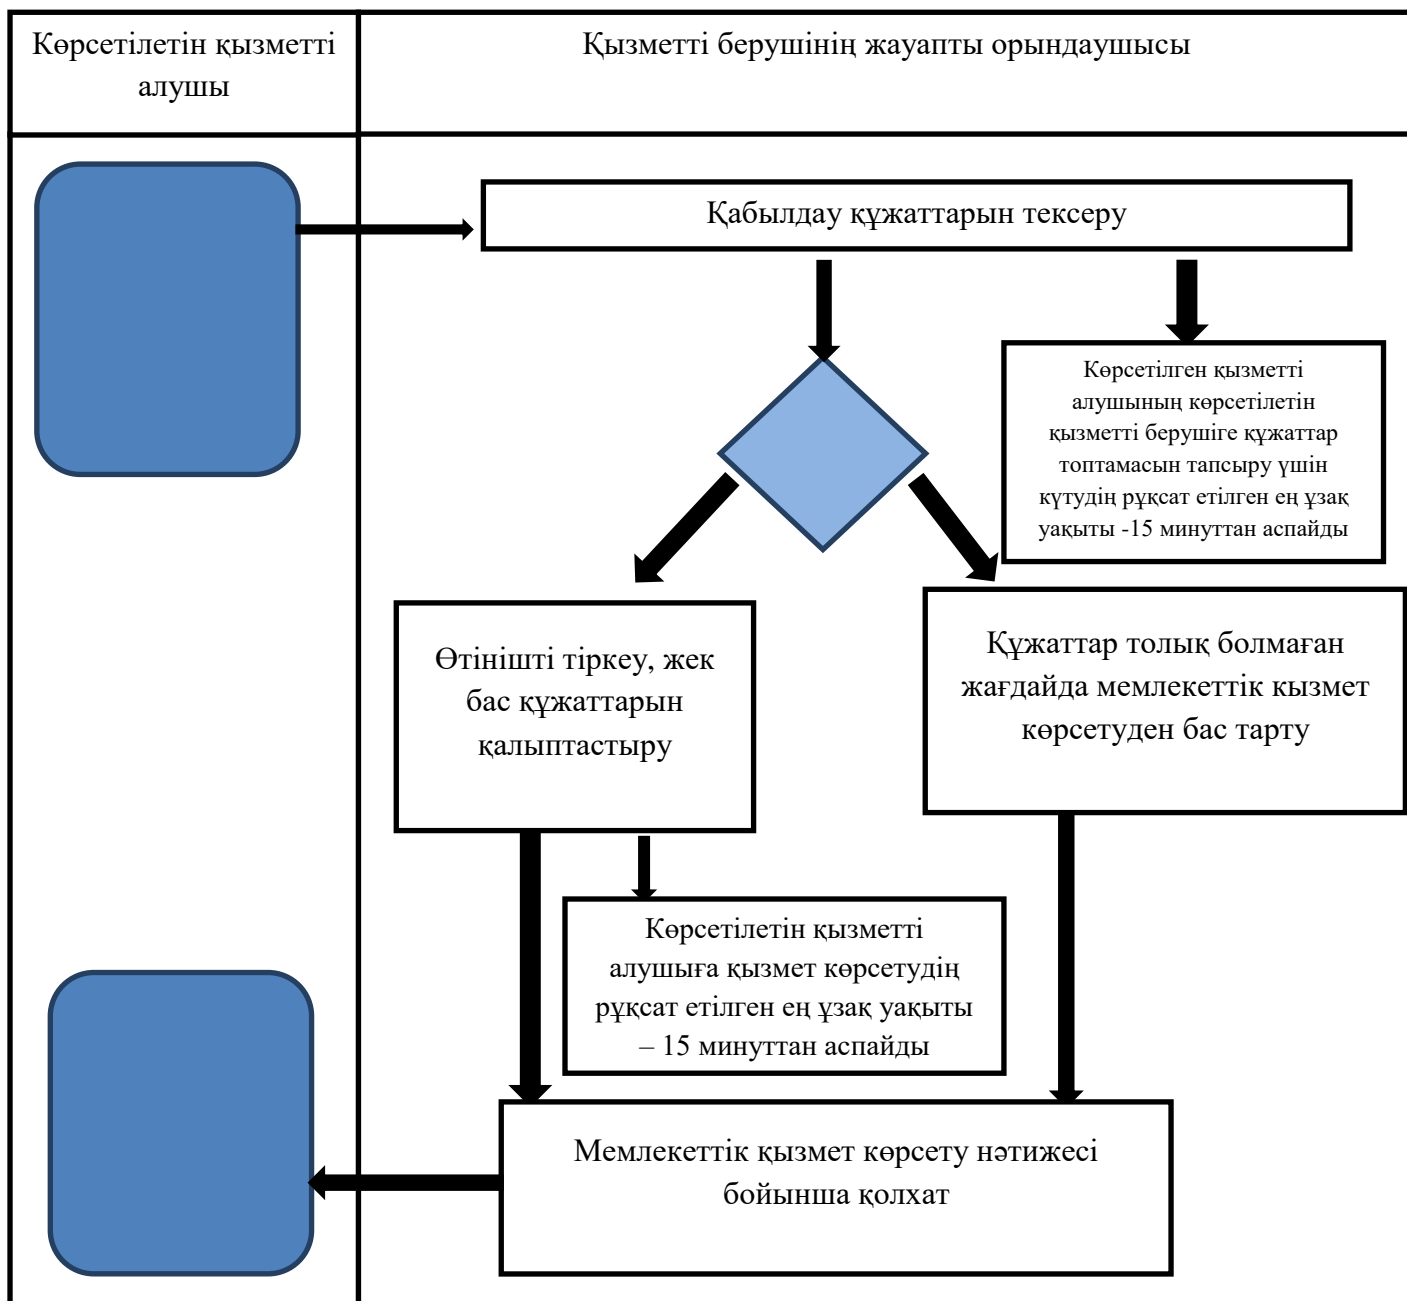 Көрсетілетін қызметті
алушы
Қызметті берушінің жауапты орындаушысы
Қабылдау құжаттарын тексеру
Көрсетілген қызметті
алушының көрсетілетін
қызметті берушіге құжаттар
топтамасын тапсыру үшін
күтудің рұқсат етілген ең ұзақ
уақыты -15 минуттан аспайды
Өтінішті тіркеу, жек
бас құжаттарын
қалыптастыру
Құжаттар толық болмаған
жағдайда мемлекеттік кызмет
көрсетуден бас тарту
Көрсетілетін қызметті
алушыға қызмет көрсетудің
рұқсат етілген ең ұзақ уақыты
– 15 минуттан аспайды
Мемлекеттік қызмет көрсету нәтижесі
бойынша қолхат